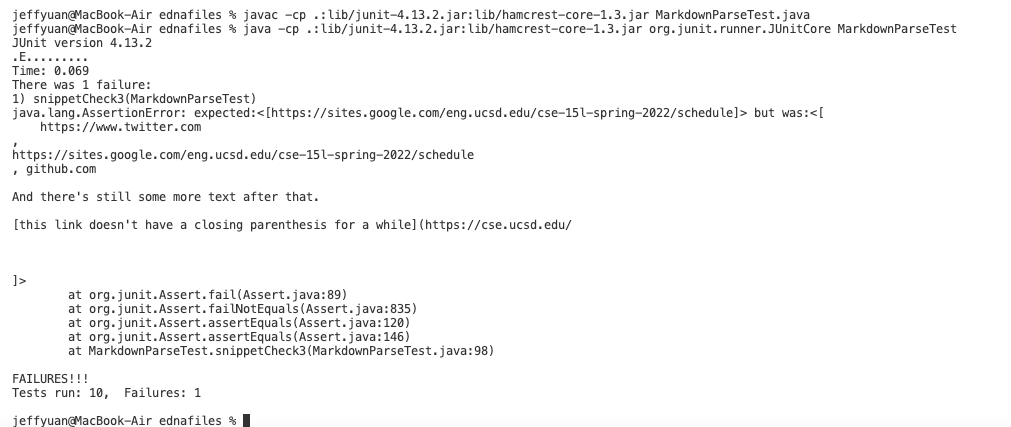 jeffyuan@MacBook-Air ednafiles % javac -cp .:lib/junit-4.13.2.jar:lib/hamcrest-core-1.3.jar MarkdownParseTest.java
jeffyuan@MacBook-Air ednafiles % java -cp .:lib/junit-4.13.2.jar:lib/hamcrest-core-1.3.jar org.junit.runner.JUnitCore MarkdownParseTest
JUnit version 4.13.2
.E.........
Time: 0.069
There was 1 failure:
1) snippetCheck3(MarkdownParseTest)
java.lang.AssertionError: expected:<[https://sites.google.com/eng.ucsd.edu/cse-15l-spring-2022/schedule]> but was:<[
    https://www.twitter.com
,
https://sites.google.com/eng.ucsd.edu/cse-15l-spring-2022/schedule
, github.com

And there's still some more text after that.

[this link doesn't have a closing parenthesis for a while](https://cse.ucsd.edu/



]>
        at org.junit.Assert.fail(Assert.java:89)
        at org.junit.Assert.failNotEquals(Assert.java:835)
        at org.junit.Assert.assertEquals(Assert.java:120)
        at org.junit.Assert.assertEquals(Assert.java:146)
        at MarkdownParseTest.snippetCheck3(MarkdownParseTest.java:98)

FAILURES!!!
Tests run: 10,  Failures: 1

jeffyuan@MacBook-Air ednafiles %